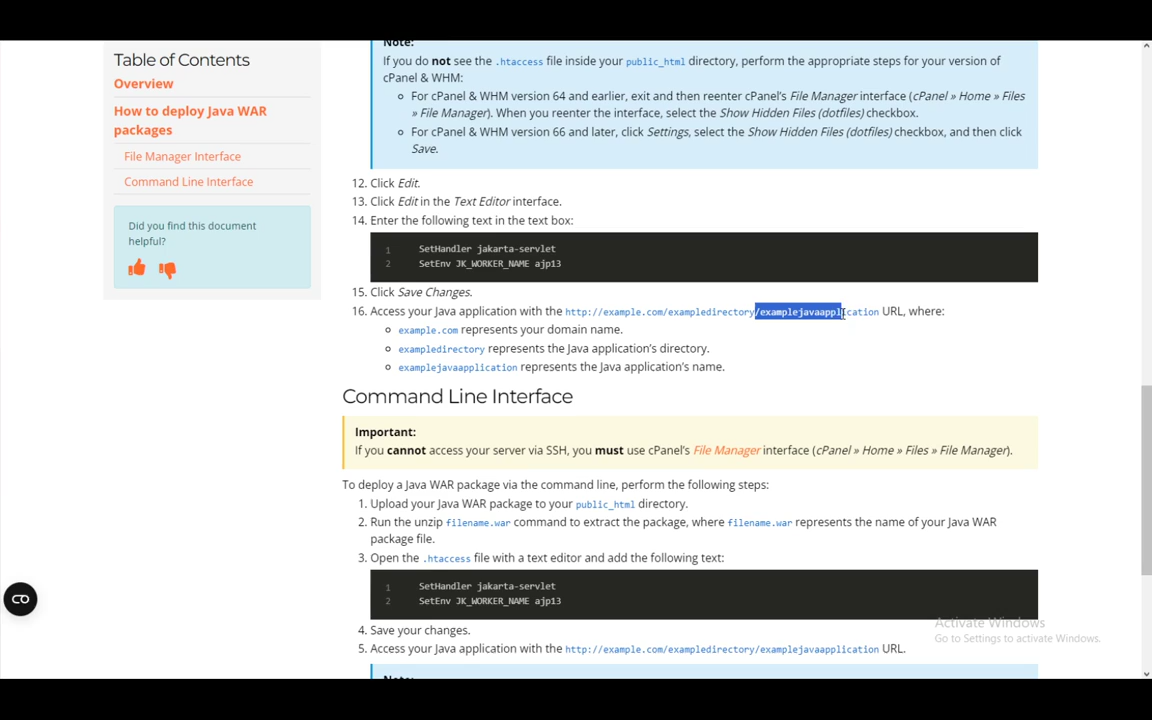 Table of Contents
Overview
How to deploy Java WAR
packages
File Manager Interface
Command Line Interface
Did you find this document
helpful?
Note:
If you do not see the .htaccess file inside your public_html directory, perform the appropriate steps for your version of
cPanel & WHM:
For cPanel & WHM version 64 and earlier, exit and then reenter cPanel's File Manager interface (cPanel » Home » Files
» File Manager). When you reenter the interface, select the Show Hidden Files (dotfiles) checkbox.
For cPanel & WHM version 66 and later, click Settings, select the Show Hidden Files (dotfiles) checkbox, and then click
Save.
12. Click Edit.
13. Click Edit in the Text Editor interface.
14. Enter the following text in the text box:
1 SetHandler jakarta-servlet
2 SetEnv JK_WORKER_NAME ajp13
15. Click Save Changes.
16. Access your Java application with the http://example.com/exampledirectory/examplejavaapplication URL, where:
example.com represents your domain name.
exampledirectory represents the Java application's directory.
examplejavaapplication represents the Java application's name.
Command Line Interface
Important:
If you cannot access your server via SSH, you must use cPanel's File Manager interface (cPanel » Home » Files » File Manager).
To deploy a Java WAR package via the command line, perform the following steps:
1. Upload your Java WAR package to your public_html directory.
2. Run the unzip filename.war command to extract the package, where filename.war represents the name of your Java WAR
package file.
3. Open the .htaccess file with a text editor and add the following text:
1 SetHandler jakarta-servlet
2 SetEnv JK_WORKER_NAME ajp13
4. Save your changes.
5. Access your Java application with the http://example.com/exampledirectory/examplejavaapplication URL.
Note:
Activate Windows
Go to Settings to activate Windows.